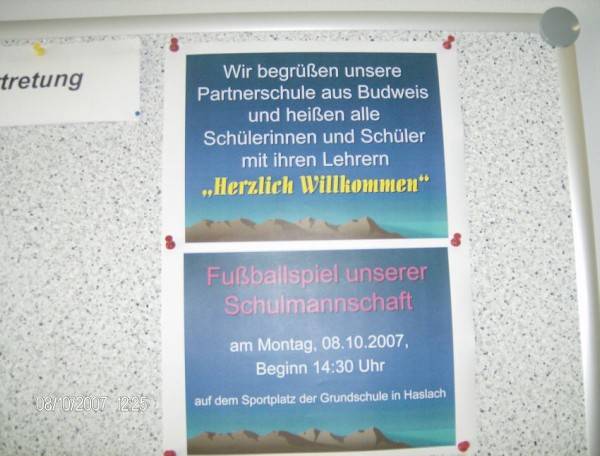 tretung
Wir begrüßen unsere
Partnerschule aus Budweis
und heißen alle
Schülerinnen und Schüler
mit ihren Lehrern
„Herzlich Willkommen“
Fußballspiel unserer
Schulmannschaft
am Montag, 08.10.2007,
Beginn 14:30 Uhr
auf dem Sportplatz der Grundschule in Haslach
08/10/2007 12:25